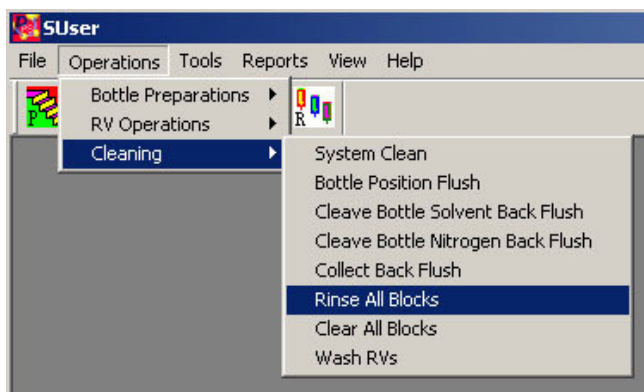 SUser
File Operations Tools Reports View Help
P
R
Bottle Preparations
RV Operations
Cleaning
System Clean
Bottle Position Flush
Cleave Bottle Solvent Back Flush
Cleave Bottle Nitrogen Back Flush
Collect Back Flush
Rinse All Blocks
Clear All Blocks
Wash RVs